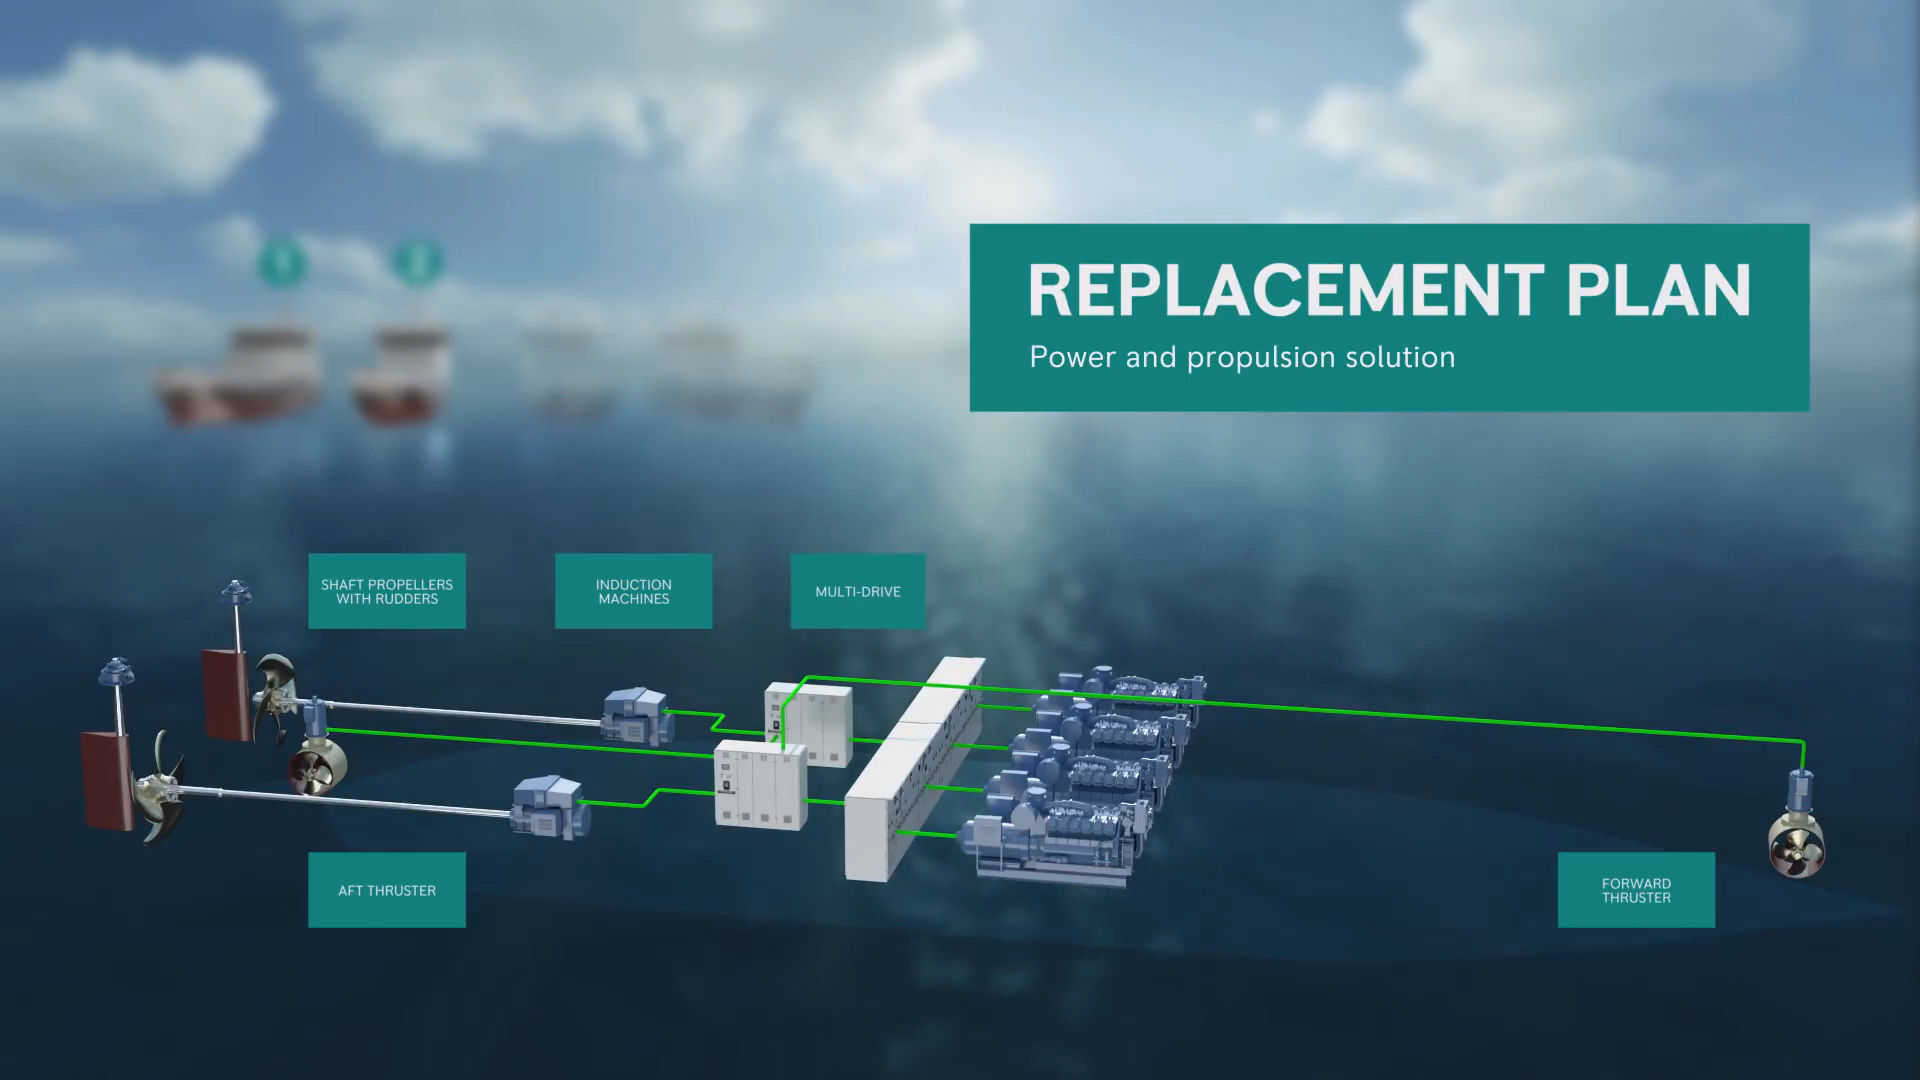 REPLACEMENT PLAN
Power and propulsion solution
SHAFT PROPELLERS
WITH RUDDERS
INDUCTION
MACHINES
MULTI-DRIVE
AFT THRUSTER
FORWARD
THRUSTER